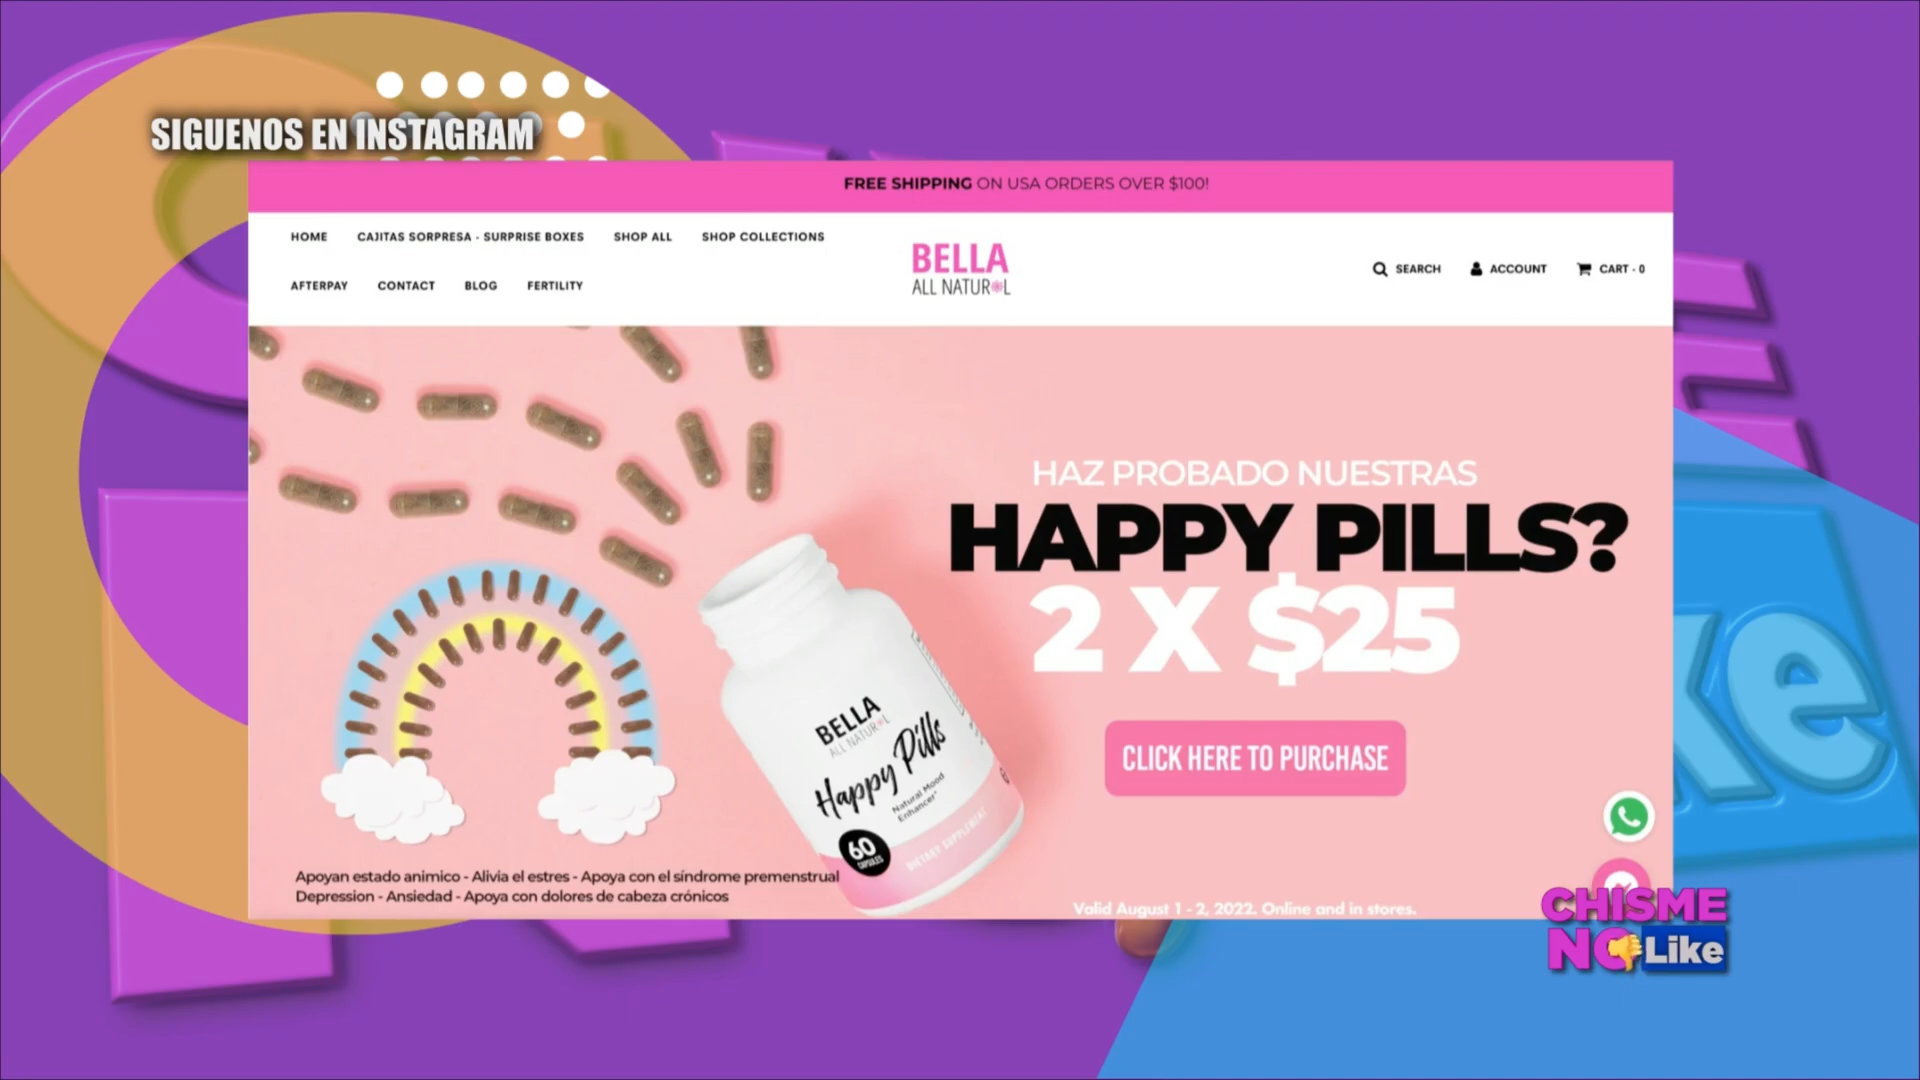 SIGUENOS EN INSTAGRAM
FREE SHIPPING ON USA ORDERS OVER $100!
HOME CAJITAS SORPRESA - SURPRISE BOXES SHOP ALL SHOP COLLECTIONS
AFTERPAY CONTACT BLOG FERTILITY
BELLA
ALL NATURAL
SEARCH ACCOUNT CART - 0
HAZ PROBADO NUESTRAS
HAPPY PILLS?
2 X $25
CLICK HERE TO PURCHASE
BELLA
ALL NATURAL
Happy Pills
Natural Mood
Enhancer*
60
CAPSULES
DIETARY SUPPLEMENT
Apoyan estado animico - Alivia el estres - Apoya con el síndrome premenstrual
Depression - Ansiedad - Apoya con dolores de cabeza crónicos
Valid August 1 - 2, 2022. Online and in stores.
CHISME
NO Like